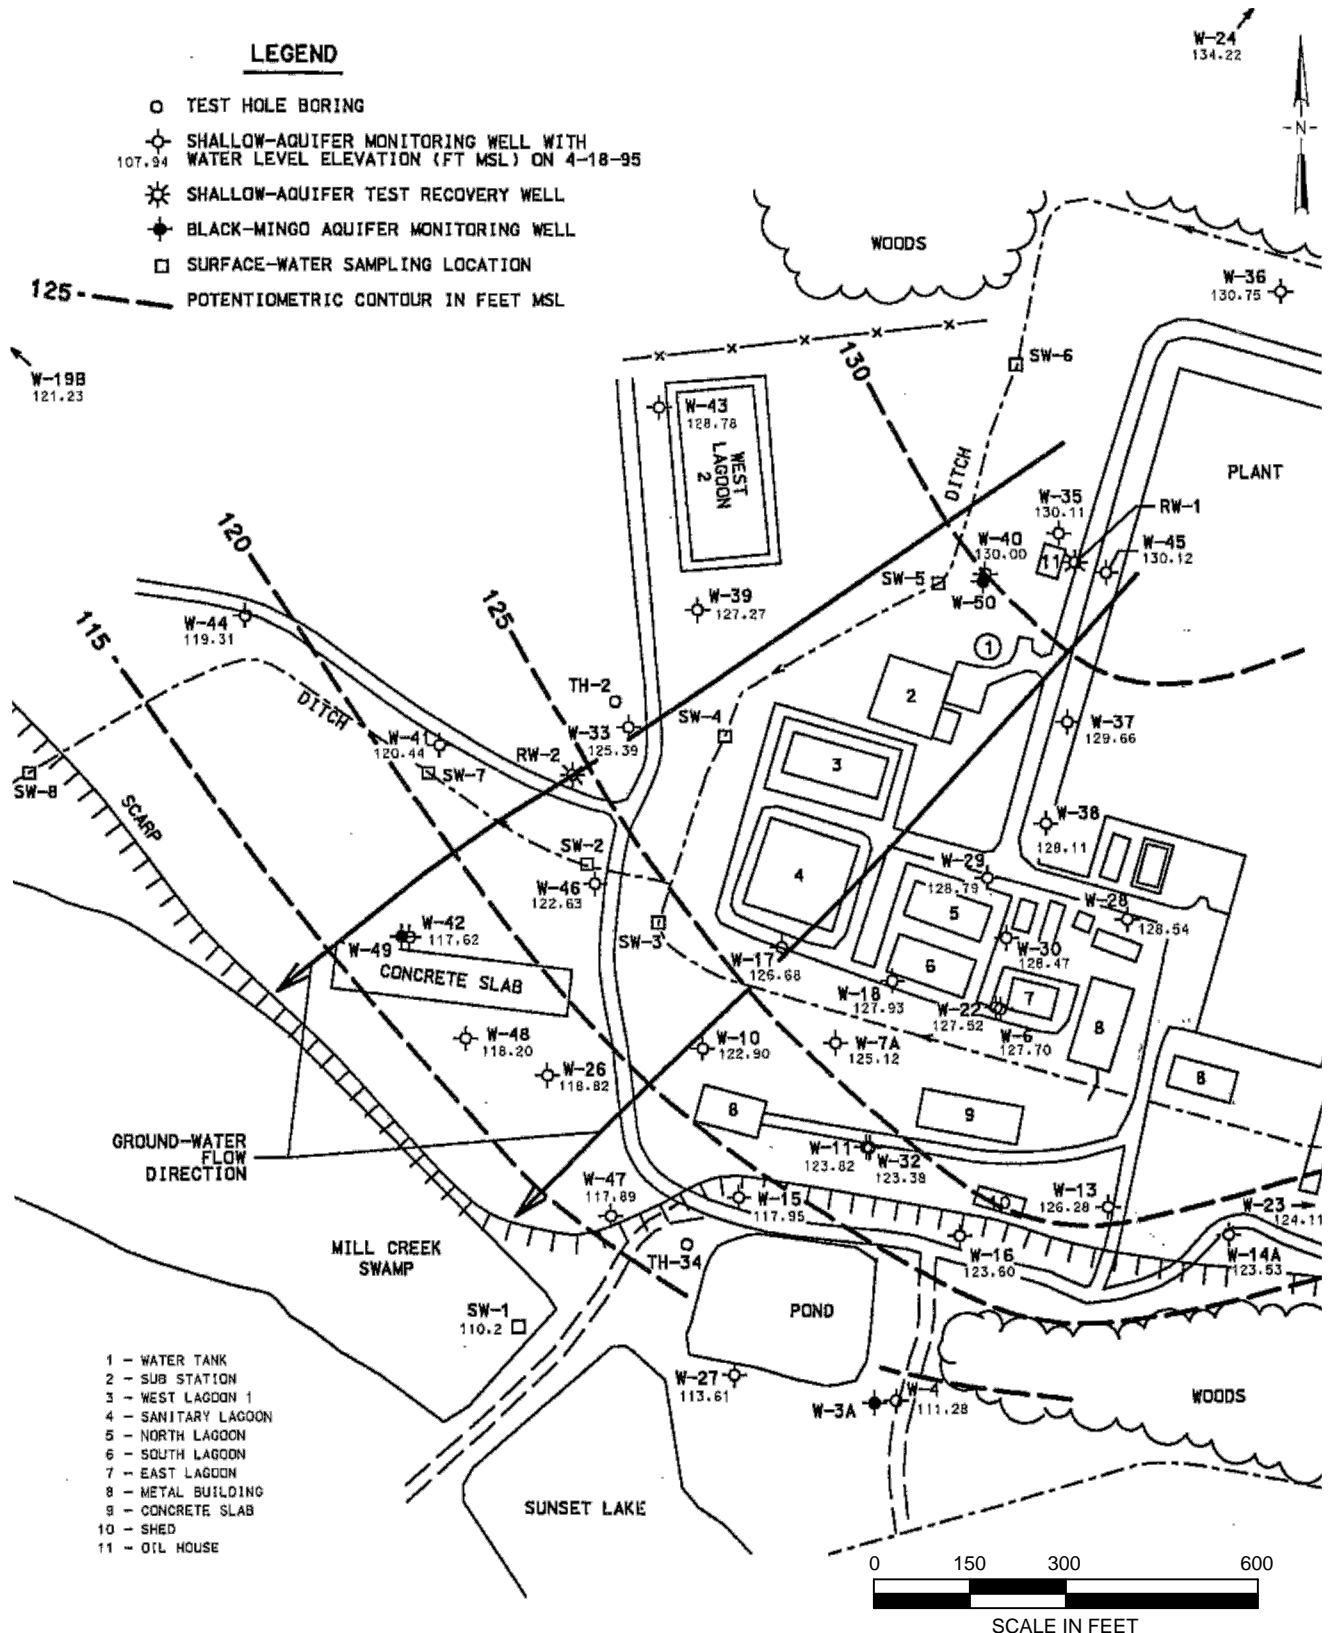 LEGEND
TEST HOLE BORING
SHALLOW-AQUIFER MONITORING WELL WITH
107.94 WATER LEVEL ELEVATION (FT MSL) ON 4-18-95
SHALLOW-AQUIFER TEST RECOVERY WELL
BLACK-MINGO AQUIFER MONITORING WELL
SURFACE-WATER SAMPLING LOCATION
125 POTENTIOMETRIC CONTOUR IN FEET MSL
W-24
134.22
N
WOODS
W-36
130.75
W-19B
121.23
SW-6
130
W-43
128.78
WEST
LAGOON
2
DITCH
PLANT
W-35
130.11
RW-1
W-40
130.00
W-45
130.12
11
SW-5
W-50
120
125
115
W-39
127.27
W-44
119.31
1
2
TH-2
DITCH
W-33
125.39
SW-4
W-37
129.66
W-41
120.44
RW-2
SW-7
SW-8
3
SCARP
W-38
128.11
SW-2
W-46
122.63
4
W-29
128.79
5
W-28
128.54
W-42
117.62
W-49
SW-3
W-17
126.68
W-30
128.47
CONCRETE SLAB
6
W-18
127.93
W-22
127.52
7
W-6
127.70
8
W-48
118.20
W-10
122.90
W-7A
125.12
W-26
118.82
8
8
9
GROUND-WATER
FLOW
DIRECTION
W-11
123.82
W-32
123.38
W-47
117.89
W-15
117.95
10
W-13
126.28
W-23
124.11
W-16
123.60
W-14A
123.53
MILL CREEK
SWAMP
TH-34
SW-1
110.2
POND
W-27
113.61
W-3A
W-4
111.28
WOODS
1 - WATER TANK
2 - SUB STATION
3 - WEST LAGOON 1
4 - SANITARY LAGOON
5 - NORTH LAGOON
6 - SOUTH LAGOON
7 - EAST LAGOON
8 - METAL BUILDING
9 - CONCRETE SLAB
10 - SHED
11 - OIL HOUSE
SUNSET LAKE
0 150 300 600
SCALE IN FEET